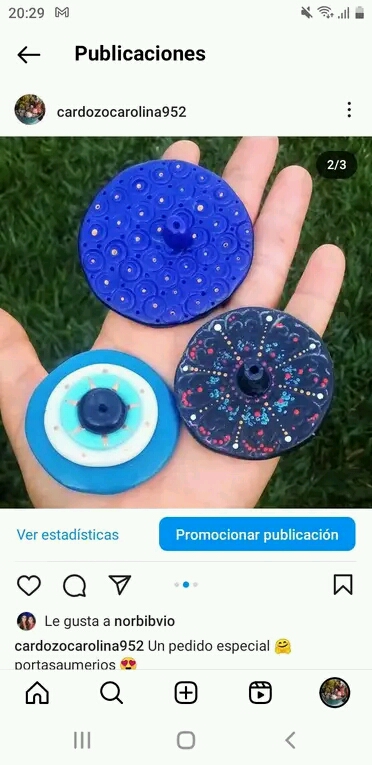 20:29
Publicaciones
cardozocarolina952
2/3
Ver estadísticas
Promocionar publicación
Le gusta a norbibvio
cardozocarolina952 Un pedido especial 🤗
portasaumerios 😍